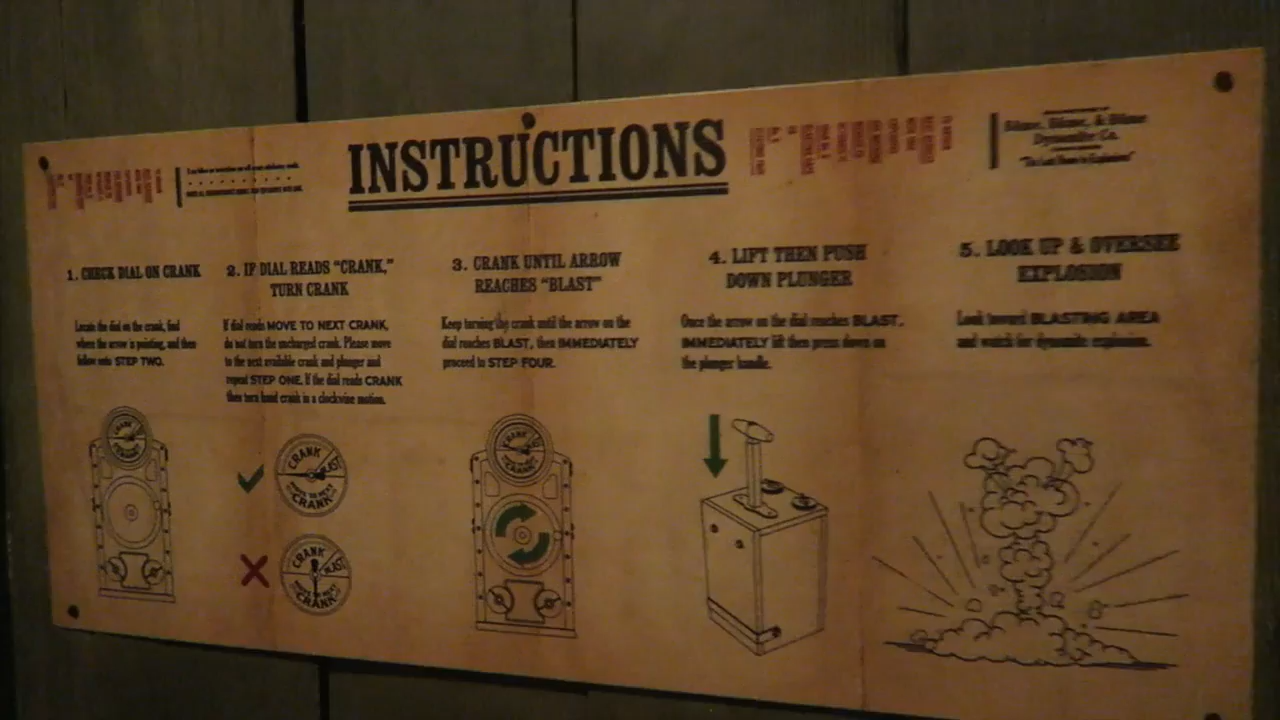 INSTRUCTIONS
Dynamite Co.
1. CHECK DIAL ON CRANK
Locate the dial on the crank, find
where the arrow is pointing, and then
follow onto STEP TWO.
2. IF DIAL READS “CRANK,”
TURN CRANK
If dial reads MOVE TO NEXT CRANK,
do not turn the uncharged crank. Please move
to the next available crank and plunger and
repeat STEP ONE. If the dial reads CRANK
then turn hand crank in a clockwise motion.
3. CRANK UNTIL ARROW
REACHES “BLAST”
Keep turning the crank until the arrow on the
dial reaches BLAST, then IMMEDIATELY
proceed to STEP FOUR.
4. LIFT THEN PUSH
DOWN PLUNGER
Once the arrow on the dial reaches BLAST,
IMMEDIATELY lift then press down on
the plunger handle.
5. LOOK UP & OVERSEE
EXPLOSION
Look toward BLASTING AREA
and watch for dynamite explosion.
CRANK
BLAST
CRANK
CRANK
BLAST
CRANK
CRANK
CRANK